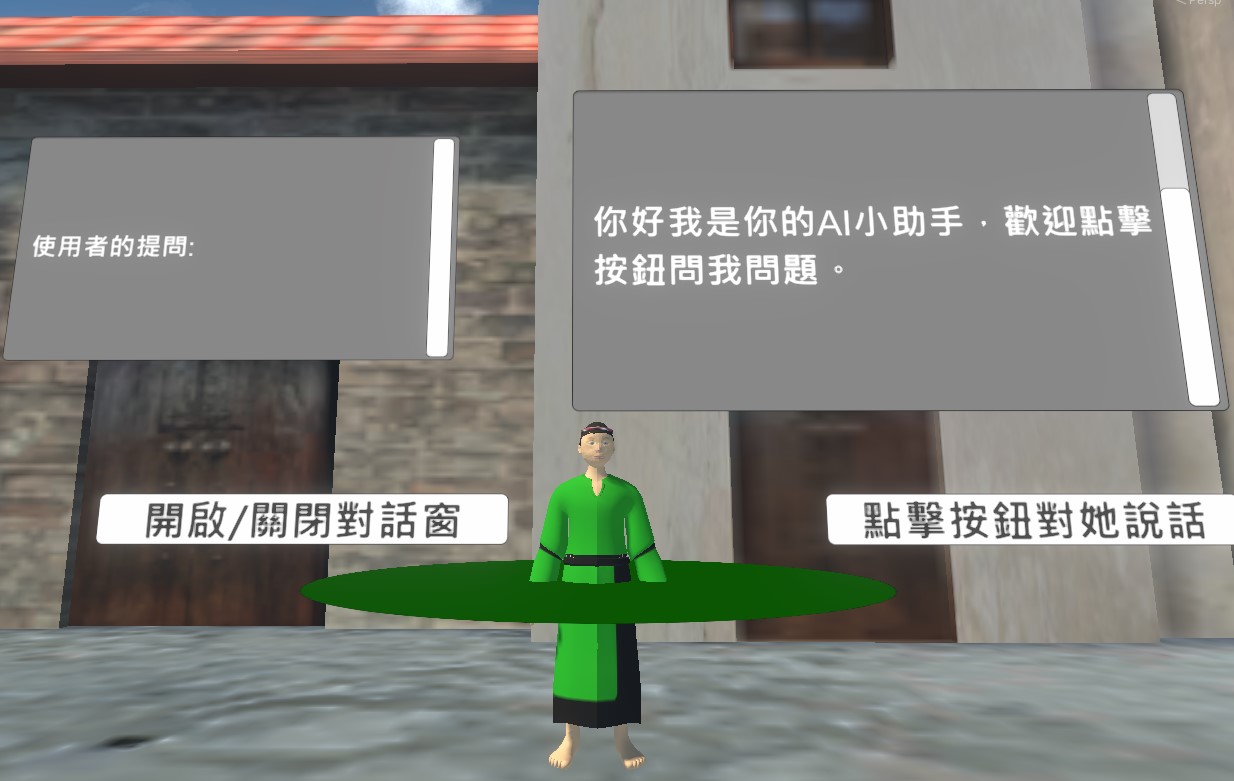 < Persp
使用者的提問:
你好我是你的AI小助手，歡迎點擊
按鈕問我問題。
開啟/關閉對話窗
點擊按鈕對她說話